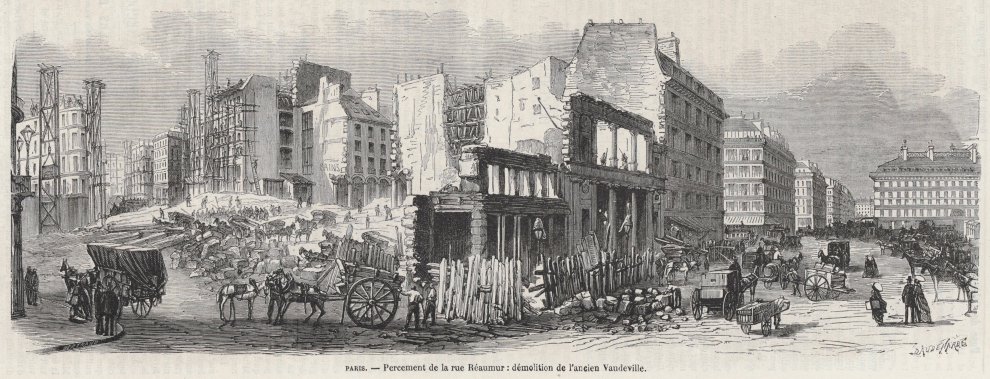 PARIS. — Percement de la rue Réaumur : démolition de l'ancien Vaudeville.